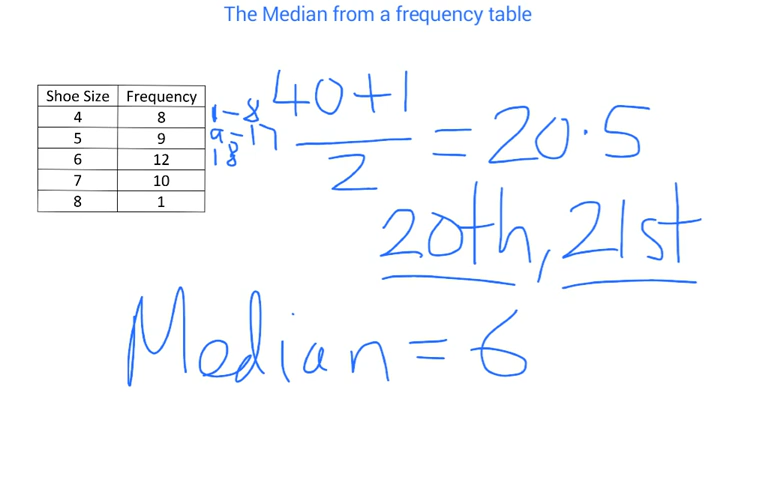 The Median from a frequency table
Shoe Size Frequency
4 8 1-8
5 9 9-17
6 12 18
7 10
8 1
40+1
2
= 20.5
20th, 21st
Median = 6